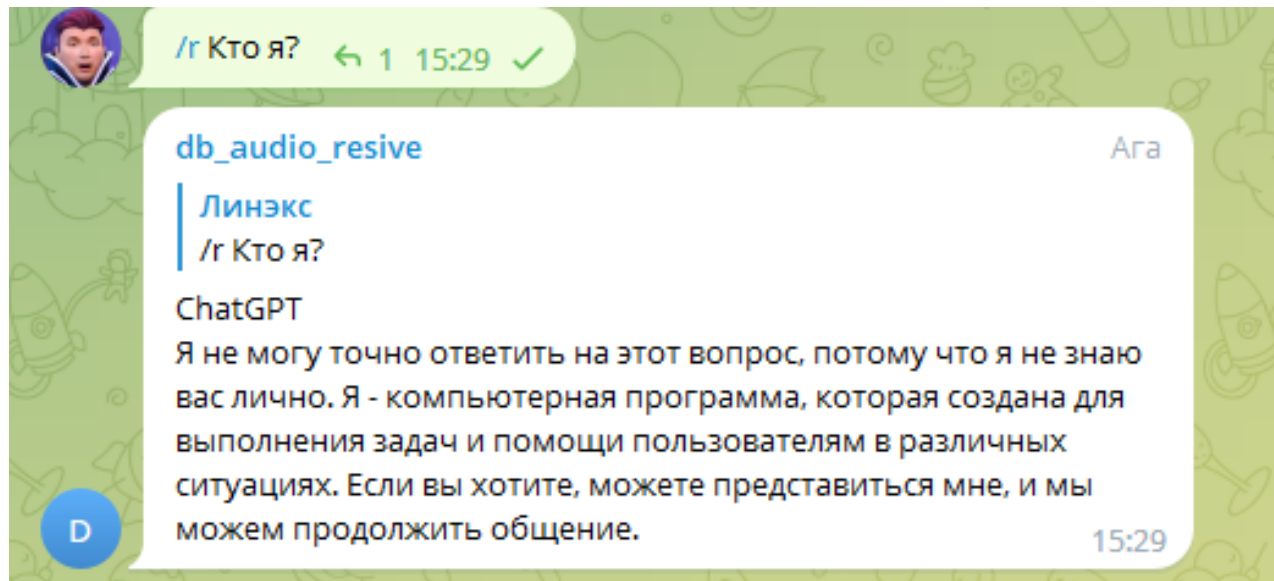 /r Кто я? 1 15:29
db_audio_resive Ага
Линэкс
/r Кто я?
ChatGPT
Я не могу точно ответить на этот вопрос, потому что я не знаю
вас лично. Я - компьютерная программа, которая создана для
выполнения задач и помощи пользователям в различных
ситуациях. Если вы хотите, можете представиться мне, и мы
можем продолжить общение.
D 15:29